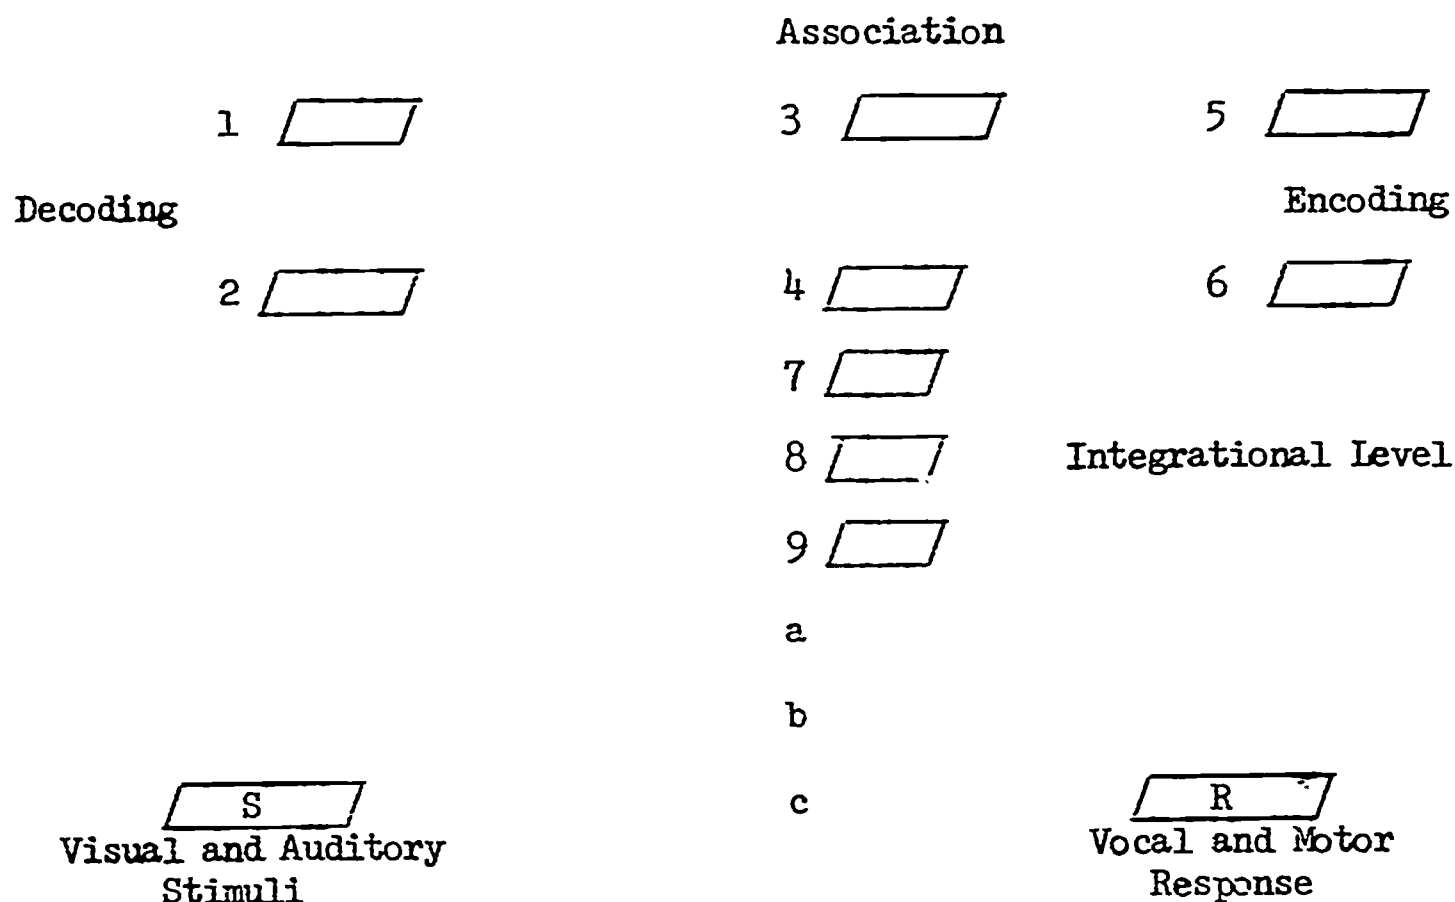 Association
1 3 5
Decoding Encoding
2 4 6
7
8 Integrational Level
9
a
b
S c R
Visual and Auditory Vocal and Motor
Stimuli Response